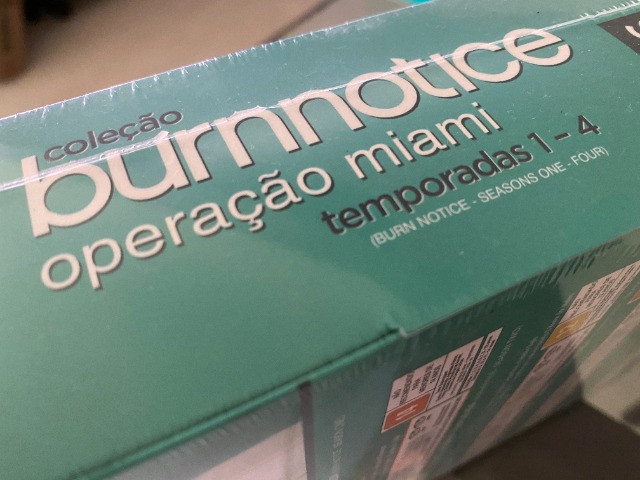 coleção
burnnotice
operação miami
temporadas 1 - 4
(BURN NOTICE - SEASONS ONE - FOUR)